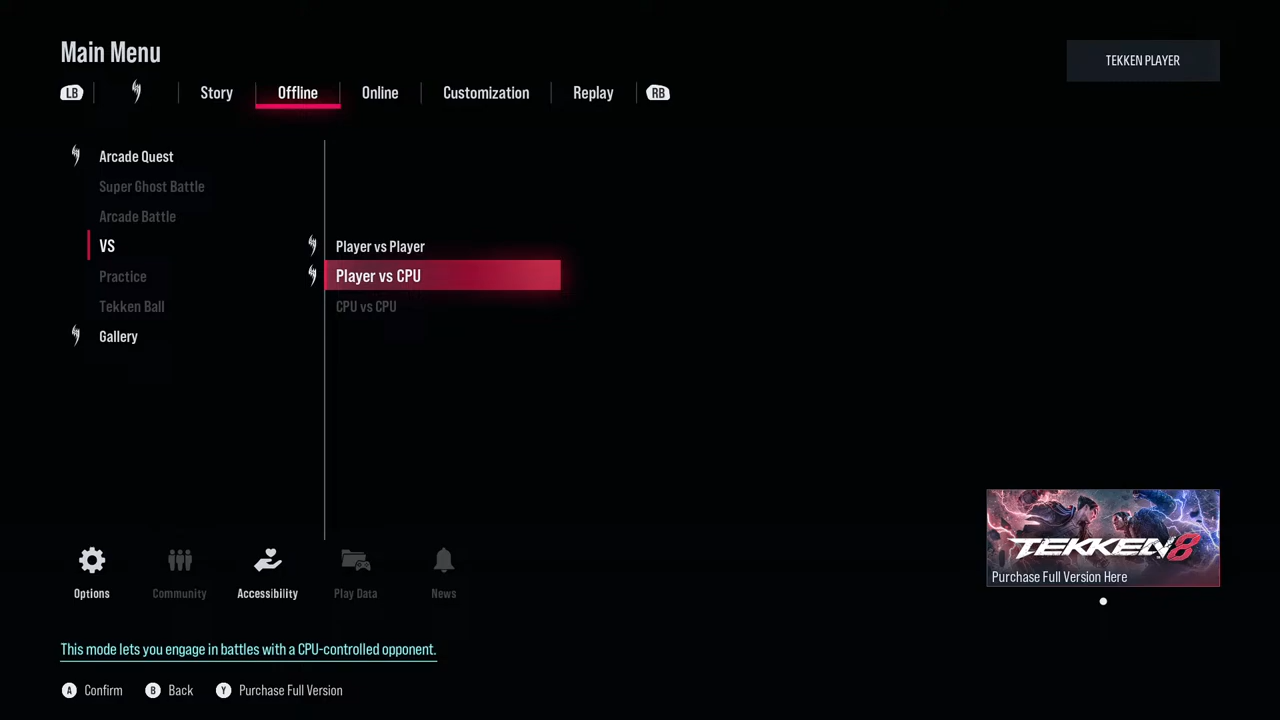 Main Menu
TEKKEN PLAYER
LB
Story
Offline
Online
Customization
Replay
RB
Arcade Quest
Super Ghost Battle
Arcade Battle
VS
Practice
Tekken Ball
Gallery
Player vs Player
Player vs CPU
CPU vs CPU
TEKKEN 8
Purchase Full Version Here
Options
Community
Accessibility
Play Data
News
This mode lets you engage in battles with a CPU-controlled opponent.
A Confirm
B Back
Y Purchase Full Version